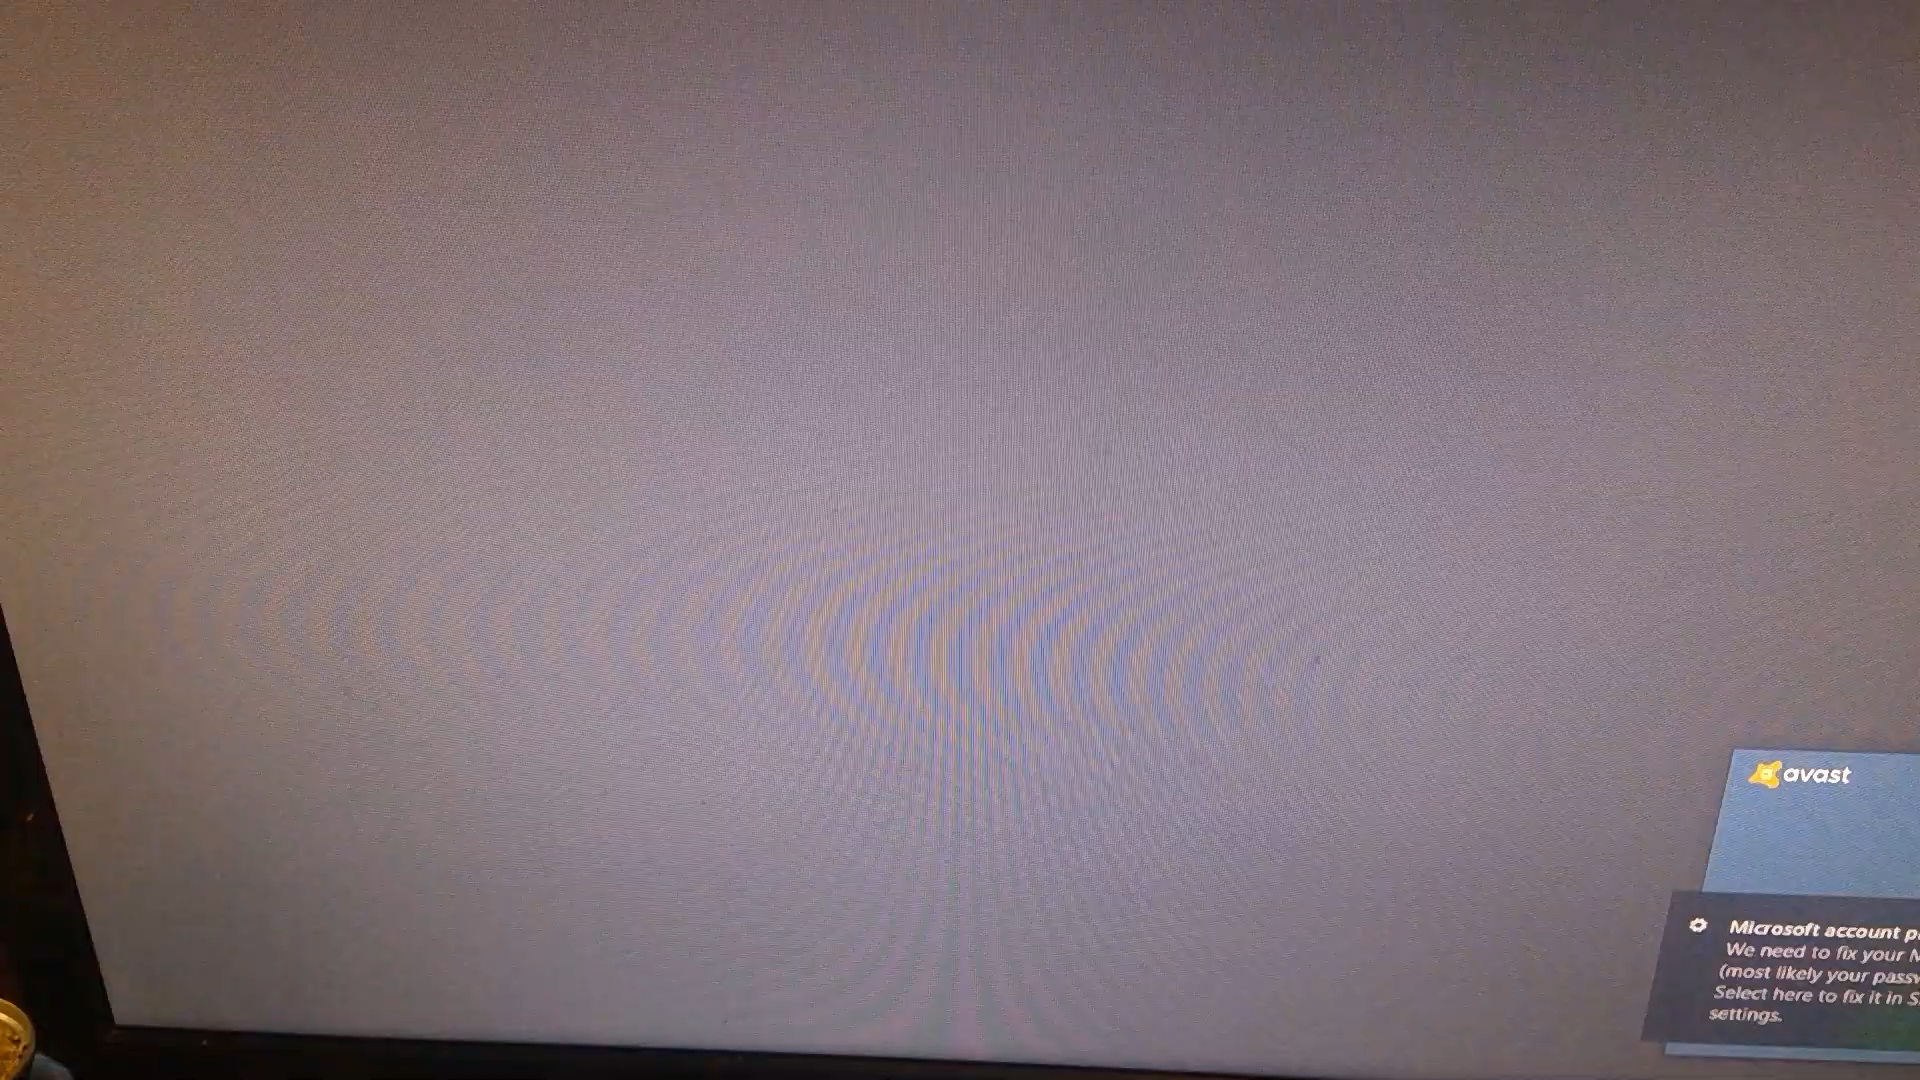 avast
Microsoft account
We need to fix your
(most likely your
Select here to fix it in
settings.